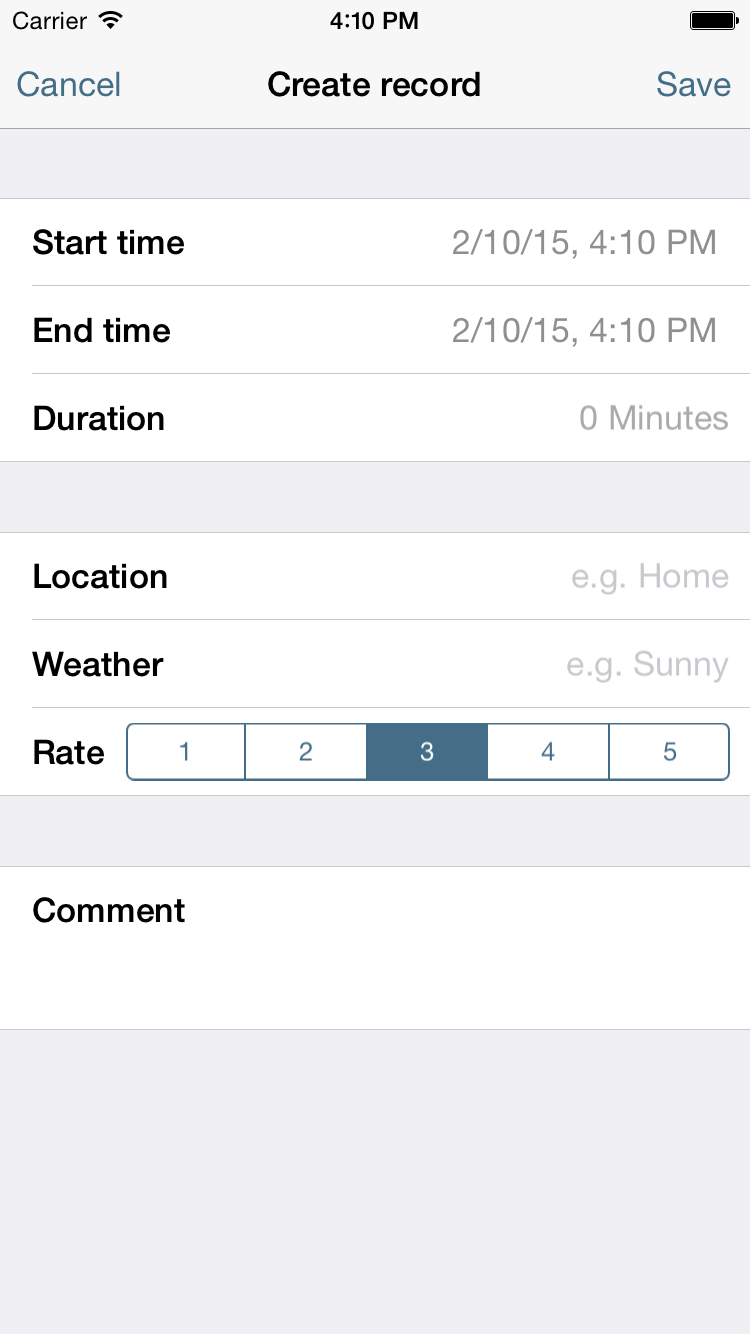 Carrier 4:10 PM
Cancel Create record Save
Start time 2/10/15, 4:10 PM
End time 2/10/15, 4:10 PM
Duration 0 Minutes
Location e.g. Home
Weather e.g. Sunny
Rate 1 2 3 4 5
Comment